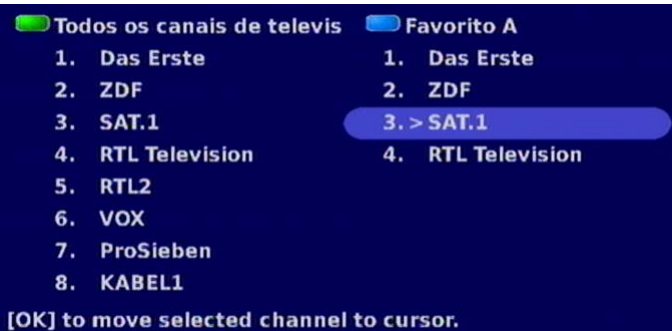 Todos os canais de televis
1. Das Erste
2. ZDF
3. SAT.1
4. RTL Television
5. RTL2
6. VOX
7. ProSieben
8. KABEL1
Favorito A
1. Das Erste
2. ZDF
3. > SAT.1
4. RTL Television
[OK] to move selected channel to cursor.